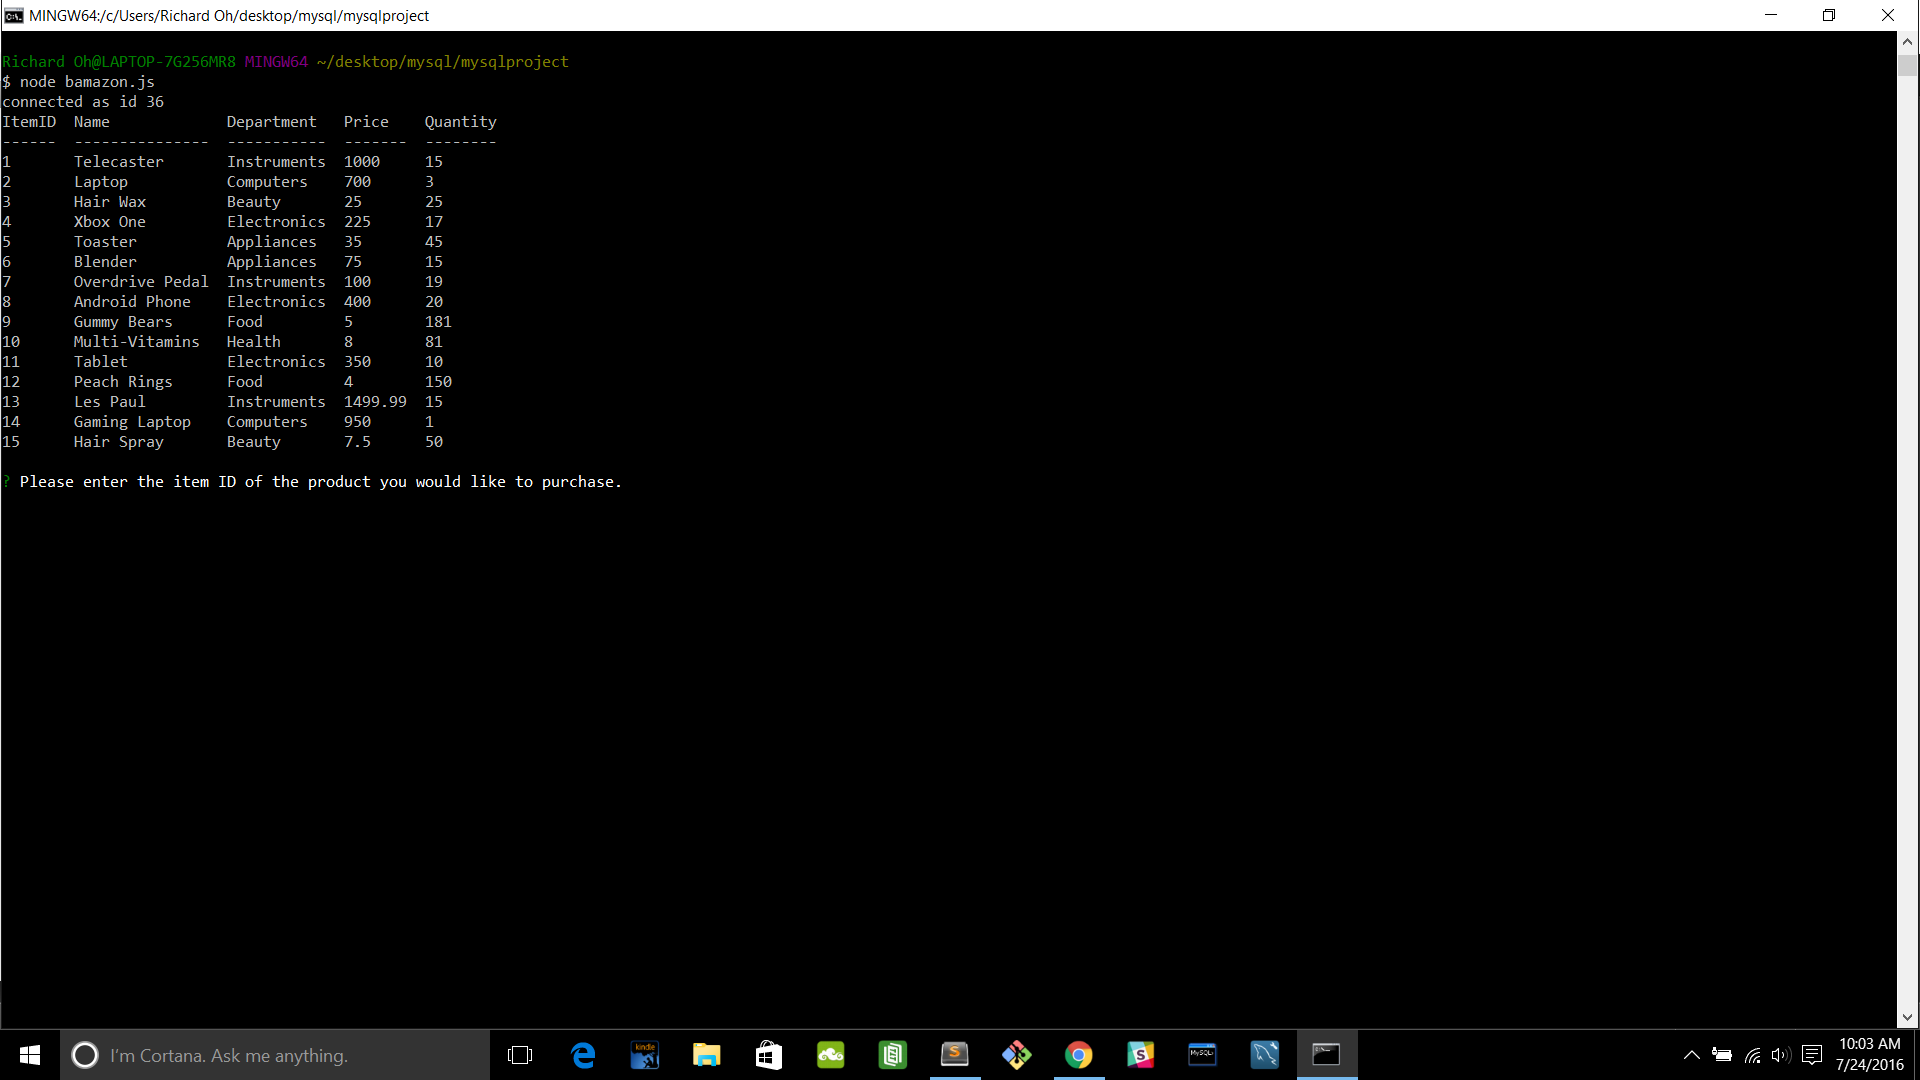 MINGW64:/c/Users/Richard Oh/desktop/mysql/mysqlproject
Richard Oh@LAPTOP-7G256MR8 MINGW64 ~/desktop/mysql/mysqlproject
$ node bamazon.js
connected as id 36
ItemID  Name             Department   Price    Quantity
------  ---------------  -----------  -------  --------
1       Telecaster       Instruments  1000     15
2       Laptop           Computers    700      3
3       Hair Wax         Beauty       25       25
4       Xbox One         Electronics  225      17
5       Toaster          Appliances   35       45
6       Blender          Appliances   75       15
7       Overdrive Pedal  Instruments  100      19
8       Android Phone    Electronics  400      20
9       Gummy Bears      Food         5        181
10      Multi-Vitamins   Health       8        81
11      Tablet           Electronics  350      10
12      Peach Rings      Food         4        150
13      Les Paul         Instruments  1499.99  15
14      Gaming Laptop    Computers    950      1
15      Hair Spray       Beauty       7.5      50
? Please enter the item ID of the product you would like to purchase.
I'm Cortana. Ask me anything.
kindle
S
S
MySQL>
10:03 AM
7/24/2016